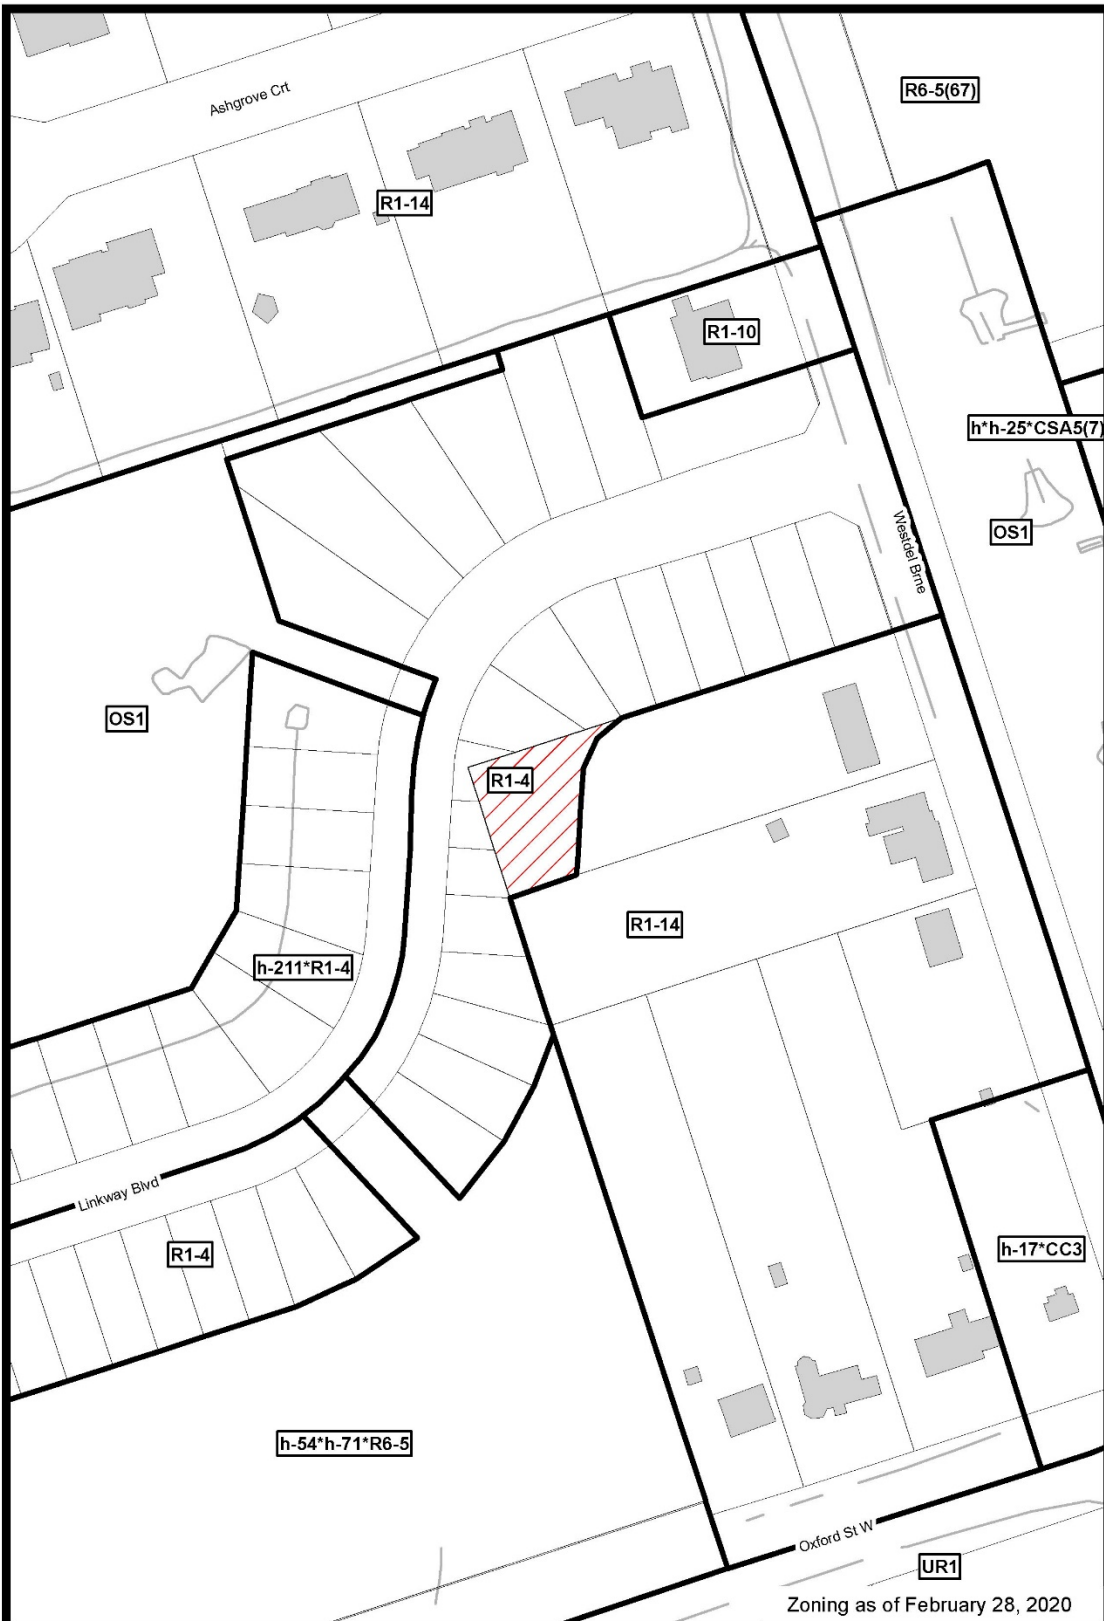 R6-5(67)
Ashgrove Crt
R1-14
R1-10
h*h-25*CSA5(7)
OS1
Westdel Brne
OS1
R1-4
R1-14
h-211*R1-4
Linkway Blvd
R1-4
h-17*CC3
h-54*h-71*R6-5
Oxford St W
UR1
Zoning as of February 28, 2020